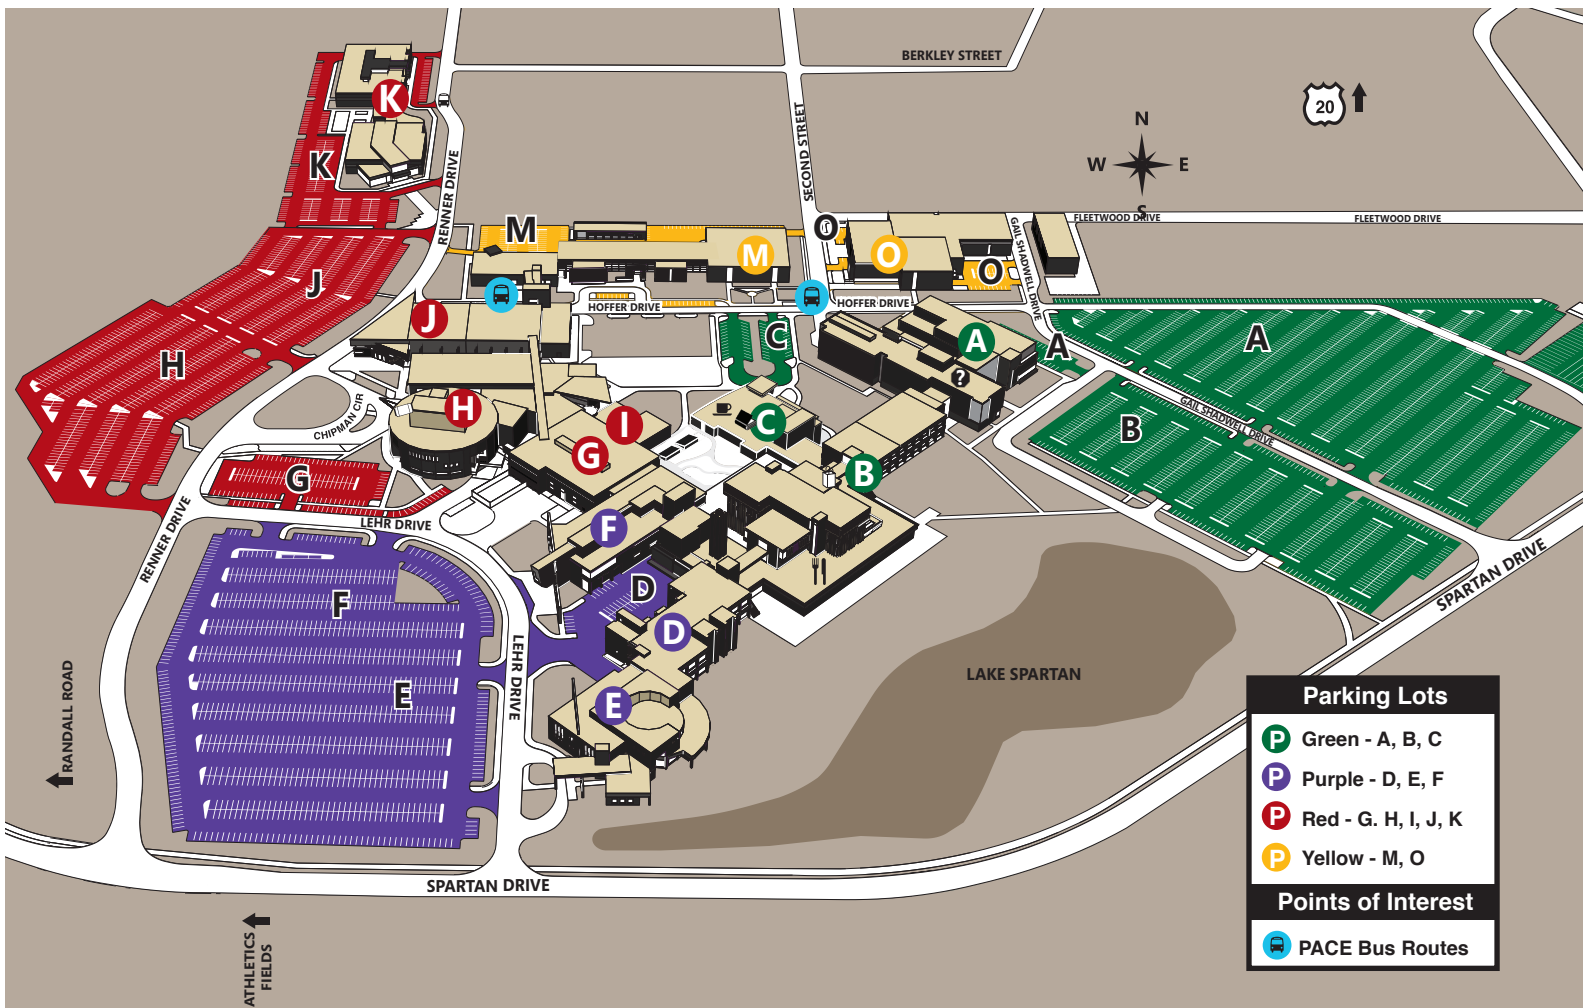 BERKLEY STREET
20
N
W E
S
K
K
RENNER DRIVE
SECOND STREET
FLEETWOOD DRIVE
FLEETWOOD DRIVE
GAIL SHADWELL DRIVE
M
M
O
O
O
J
J
HOFFER DRIVE
HOFFER DRIVE
C
A
A
A
?
H
H
CHIPMAN CIR
I
G
C
B
B
GAIL SHADWELL DRIVE
G
LEHR DRIVE
RENNER DRIVE
F
F
D
D
E
E
LEHR DRIVE
LAKE SPARTAN
SPARTAN DRIVE
RANDALL ROAD
SPARTAN DRIVE
ATHLETICS
FIELDS
Parking Lots
P Green - A, B, C
P Purple - D, E, F
P Red - G. H, I, J, K
P Yellow - M, O
Points of Interest
PACE Bus Routes